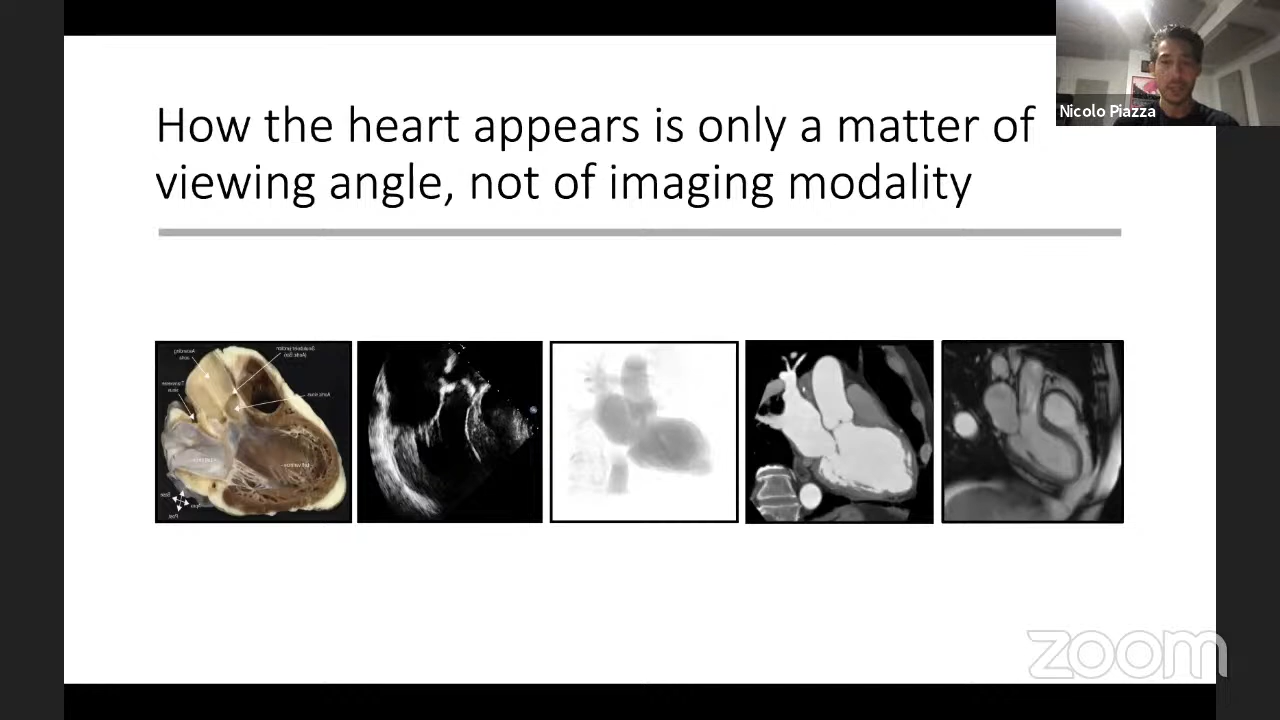 How the heart appears is only a matter of
viewing angle, not of imaging modality
Nicolo Piazza
zoom